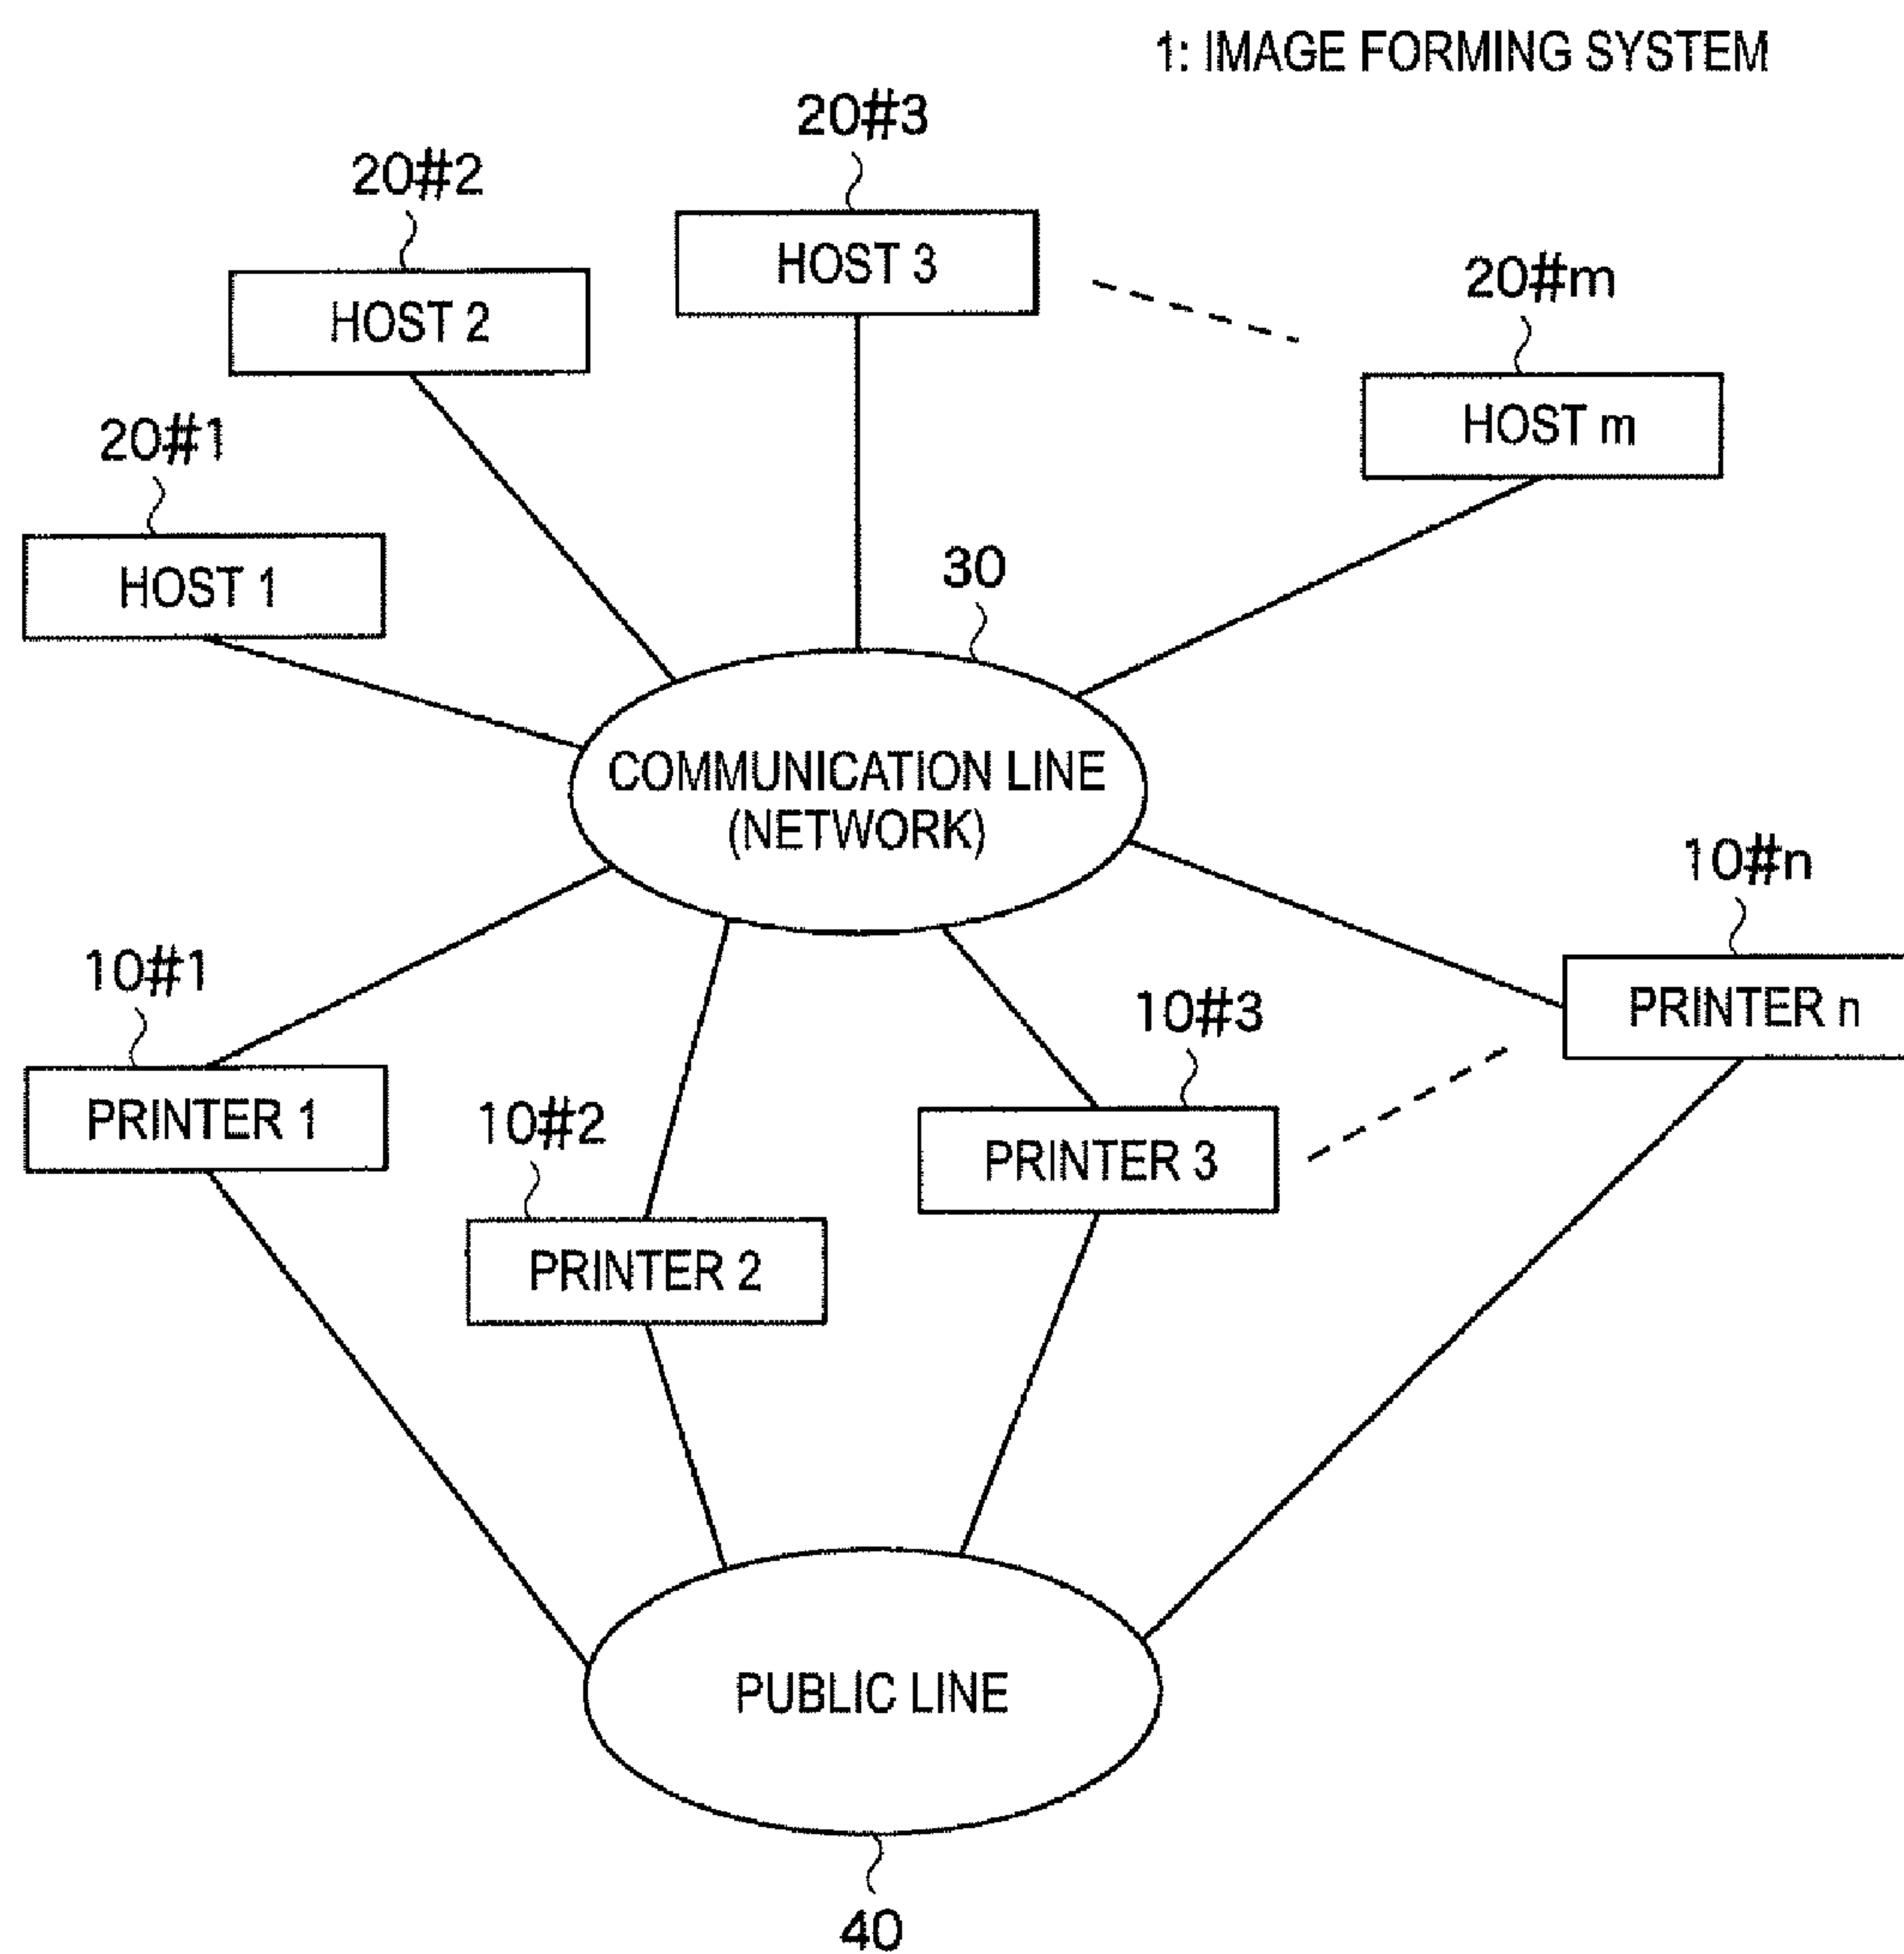 1: IMAGE FORMING SYSTEM
20#3
20#2
HOST 3
20#m
HOST 2
HOST m
20#1
HOST 1
30
COMMUNICATION LINE
(NETWORK)
10#n
10#1
PRINTER n
10#3
PRINTER 1
10#2
PRINTER 3
PRINTER 2
PUBLIC LINE
40